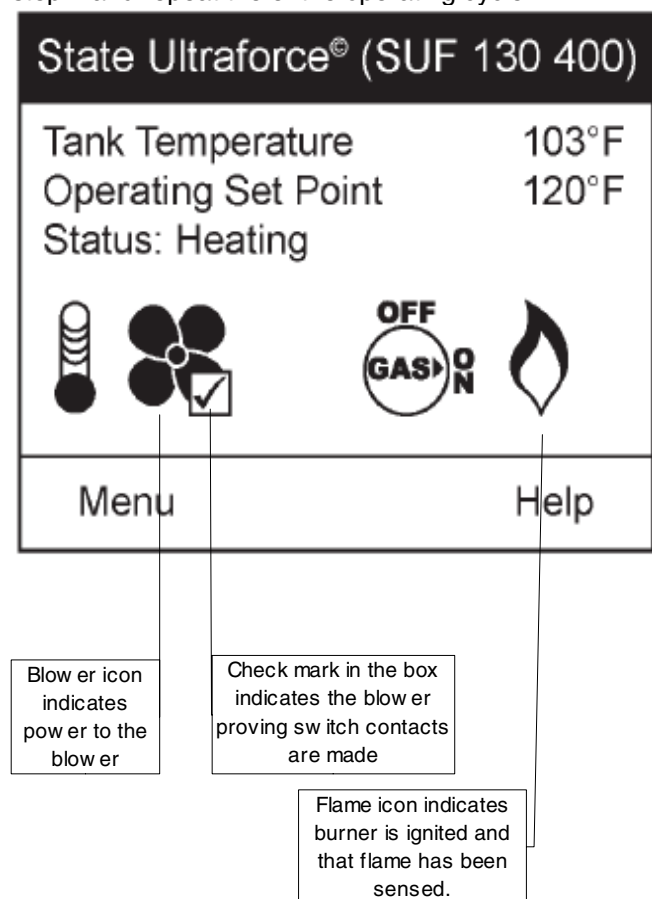 State Ultraforce© (SUF 130 400)
Tank Temperature 103°F
Operating Set Point 120°F
Status: Heating
OFF
GAS ON
Menu Help
Blow er icon
indicates
pow er to the
blow er
Check mark in the box
indicates the blow er
proving sw itch contacts
are made
Flame icon indicates
burner is ignited and
that flame has been
sensed.